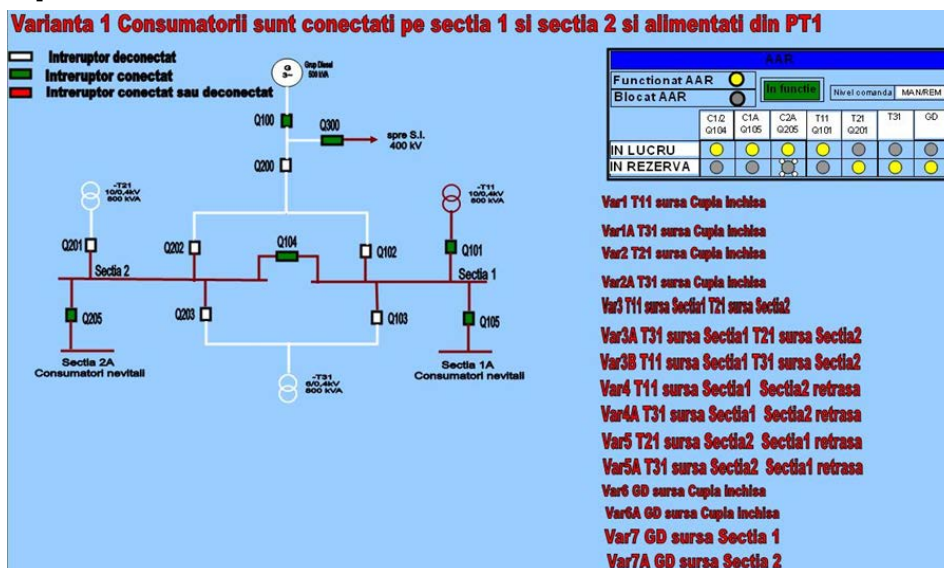 Varianta 1 Consumatorii sunt conectati pe sectia 1 si sectia 2 si alimentati din PT1
Intreruptor deconectat
Intreruptor conectat
Intreruptor conectat sau deconectat
G
3~
Grup Diesel
500 kVA
Q100
Q300
spre S.I.
400 kV
Q200
-T21
10/0,4kV
800 kVA
-T11
10/0,4kV
800 kVA
Q201
Q202
Q104
Q102
Q101
Sectia 2
Sectia 1
Q205
Q203
Q103
Q105
Sectia 2A
Consumatori nevitali
-T31
6/0,4kV
800 kVA
Sectia 1A
Consumatori nevitali
AAR
Functionat AAR
Blocat AAR
In functie
Nivel comanda MAN/REM
C1/2 C1A C2A T11 T21 T31 GD
Q104 Q105 Q205 Q101 Q201
IN LUCRU
IN REZERVA
Var1 T11 sursa Cupla inchisa
Var1A T31 sursa Cupla inchisa
Var2 T21 sursa Cupla inchisa
Var2A T31 sursa Cupla inchisa
Var3 T11 sursa Sectia1 T21 sursa Sectia2
Var3A T31 sursa Sectia1 T21 sursa Sectia2
Var3B T11 sursa Sectia1 T31 sursa Sectia2
Var4 T11 sursa Sectia1 Sectia2 retrasa
Var4A T31 sursa Sectia1 Sectia2 retrasa
Var5 T21 sursa Sectia2 Sectia1 retrasa
Var5A T31 sursa Sectia2 Sectia1 retrasa
Var6 GD sursa Cupla inchisa
Var6A GD sursa Cupla inchisa
Var7 GD sursa Sectia 1
Var7A GD sursa Sectia 2